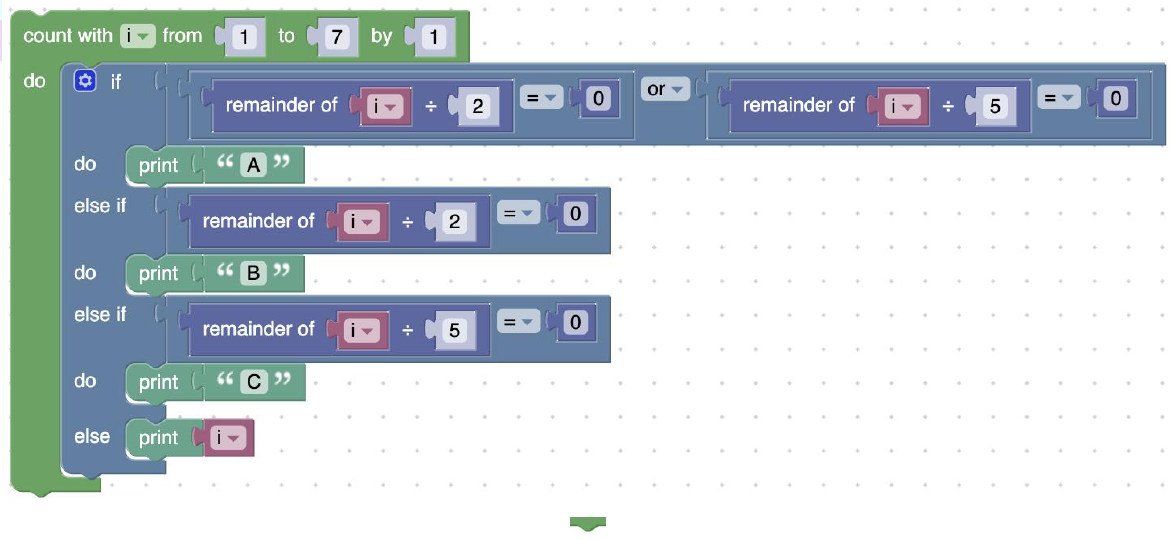 count with i from 1 to 7 by 1
do if remainder of i ÷ 2 = 0 or remainder of i ÷ 5 = 0
do print “ A ”
else if remainder of i ÷ 2 = 0
do print “ B ”
else if remainder of i ÷ 5 = 0
do print “ C ”
else print i